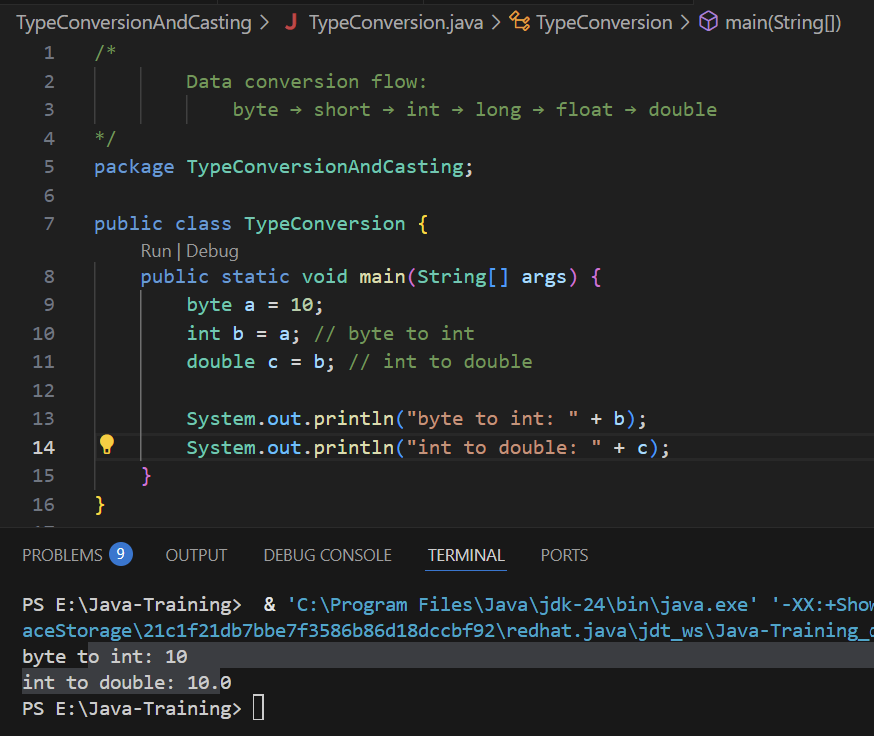 TypeConversionAndCasting > J TypeConversion.java > TypeConversion > main(String[])
1 /*
2 Data conversion flow:
3 byte → short → int → long → float → double
4 */
5 package TypeConversionAndCasting;
6
7 public class TypeConversion {
Run | Debug
8 public static void main(String[] args) {
9 byte a = 10;
10 int b = a; // byte to int
11 double c = b; // int to double
12
13 System.out.println("byte to int: " + b);
14 System.out.println("int to double: " + c);
15 }
16 }
PROBLEMS 9 OUTPUT DEBUG CONSOLE TERMINAL PORTS
PS E:\Java-Training> & 'C:\Program Files\Java\jdk-24\bin\java.exe' '-XX:+Show
aceStorage\21c1f21db7bbe7f3586b86d18dccbf92\redhat.java\jdt_ws\Java-Training_
byte to int: 10
int to double: 10.0
PS E:\Java-Training>